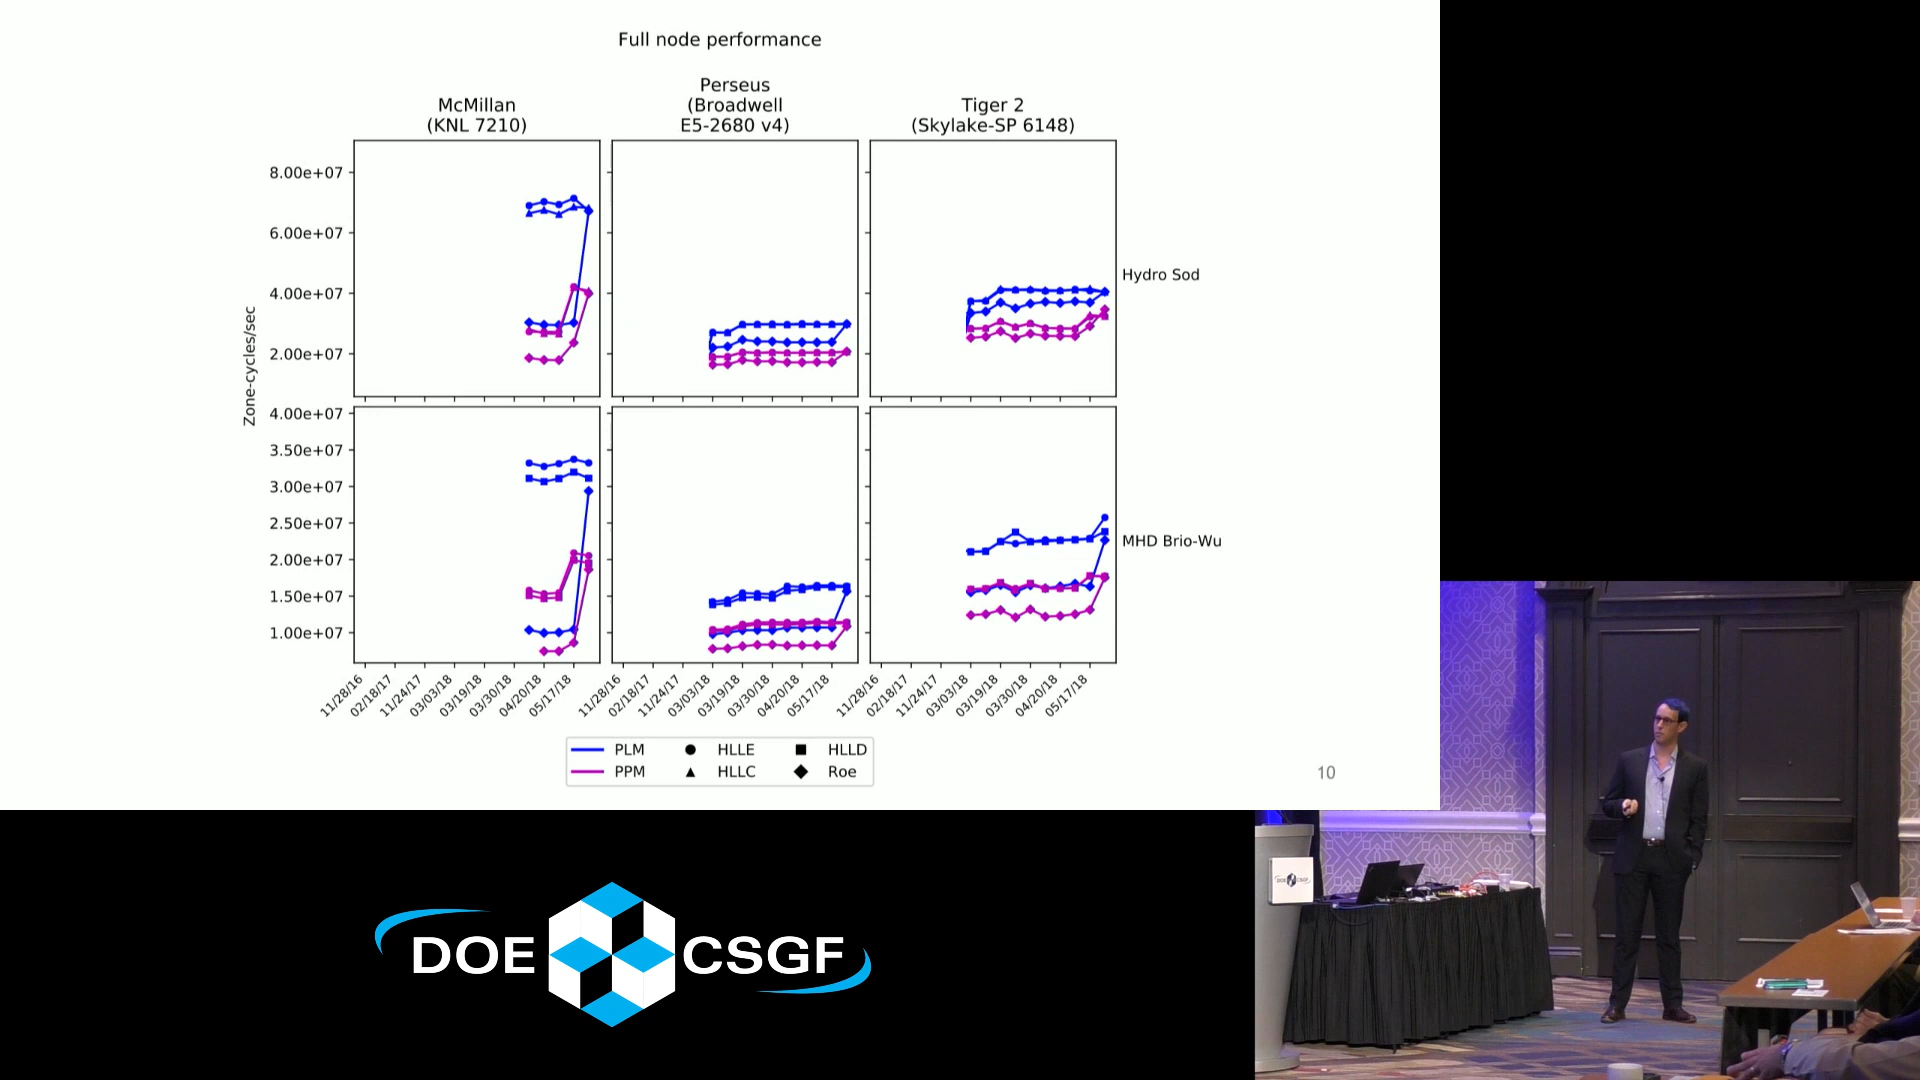 Full node performance
McMillan
(KNL 7210)
Perseus
(Broadwell
E5-2680 v4)
Tiger 2
(Skylake-SP 6148)
Zone-cycles/sec
8.00e+07
6.00e+07
4.00e+07
2.00e+07
Hydro Sod
4.00e+07
3.50e+07
3.00e+07
2.50e+07
2.00e+07
1.50e+07
1.00e+07
MHD Brio-Wu
11/28/16 02/18/17 11/24/17 03/03/18 03/19/18 03/30/18 04/20/18 05/17/18
11/28/16 02/18/17 11/24/17 03/03/18 03/19/18 03/30/18 04/20/18 05/17/18
11/28/16 02/18/17 11/24/17 03/03/18 03/19/18 03/30/18 04/20/18 05/17/18
PLM HLLE HLLD
PPM HLLC Roe
10
DOE CSGF
DOE CSGF